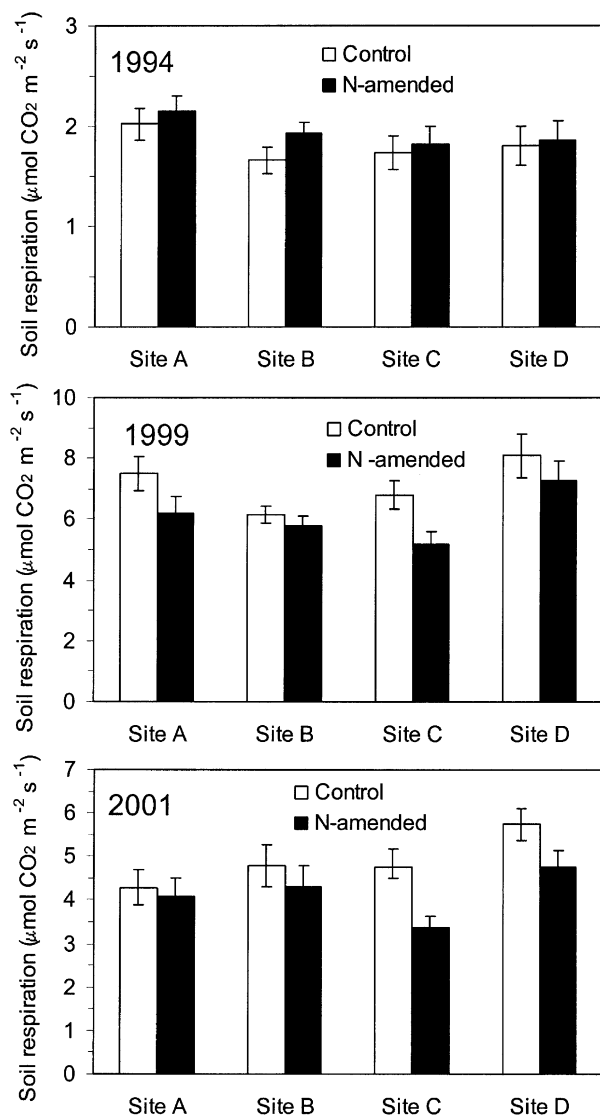 Soil respiration (μmol CO2 m⁻² s⁻¹)
3
2
1
0
1994
Control
N-amended
Site A Site B Site C Site D
Soil respiration (μmol CO2 m⁻² s⁻¹)
10
8
6
4
2
0
1999
Control
N -amended
Site A Site B Site C Site D
Soil respiration (μmol CO2 m⁻² s⁻¹)
7
6
5
4
3
2
1
0
2001
Control
N-amended
Site A Site B Site C Site D